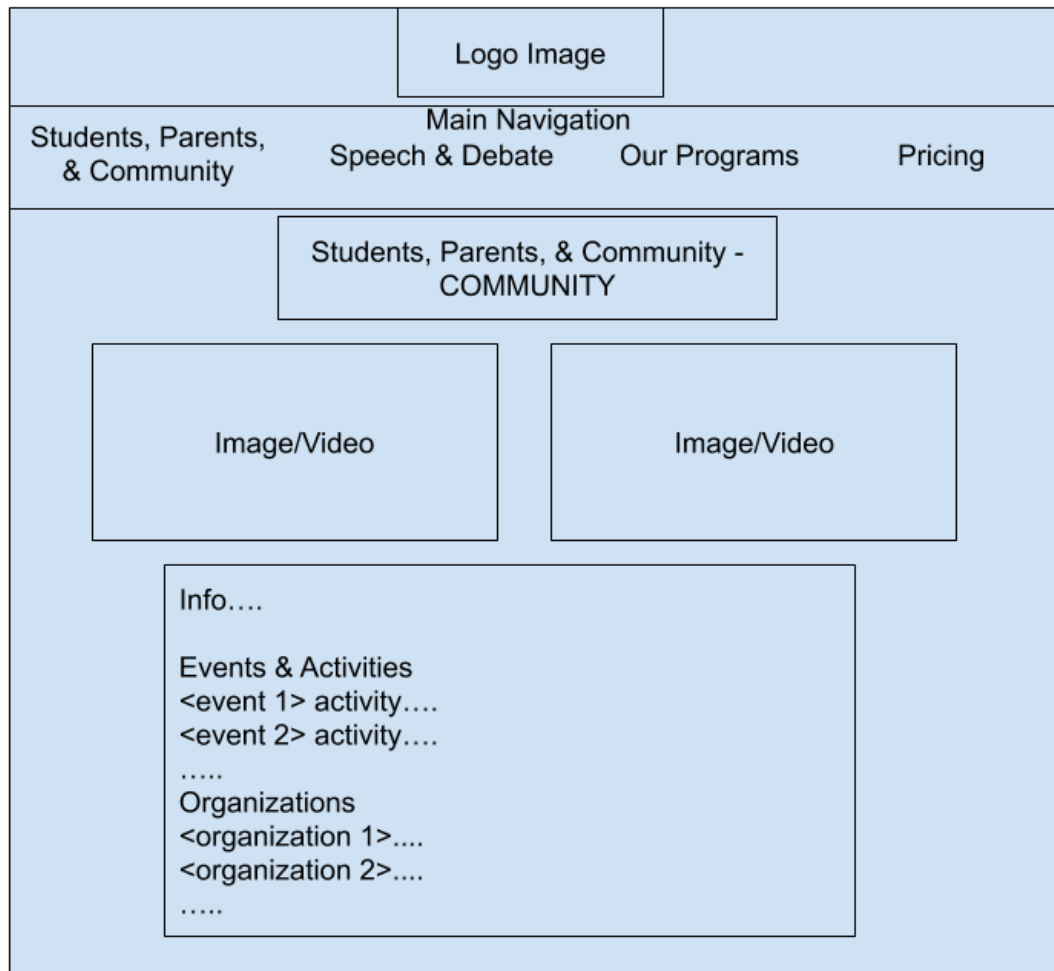 Logo Image
Main Navigation
Students, Parents,
& Community
Speech & Debate
Our Programs
Pricing
Students, Parents, & Community -
COMMUNITY
Image/Video
Image/Video
Info….
Events & Activities
<event 1> activity….
<event 2> activity….
…..
Organizations
<organization 1>....
<organization 2>....
…..